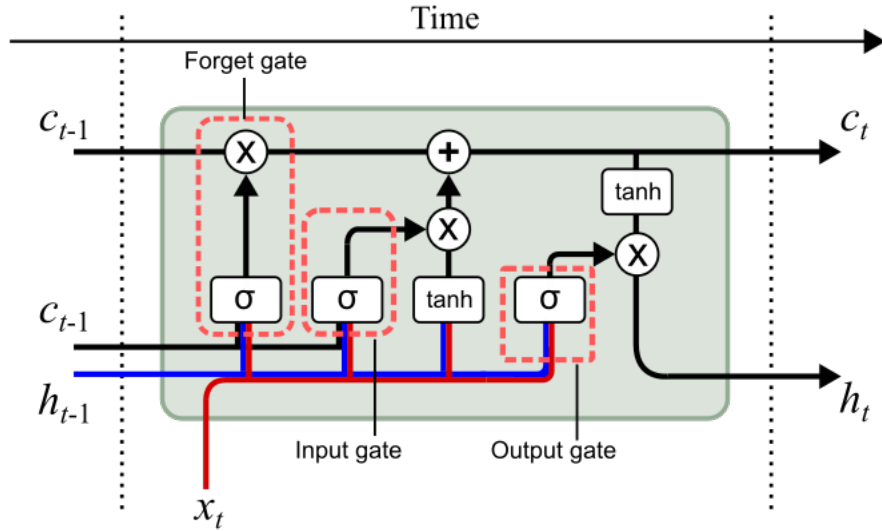 Time
Forget gate
c_{t-1}
c_t
X
+
tanh
X
X
σ
σ
tanh
σ
c_{t-1}
h_{t-1}
h_t
Input gate
Output gate
x_t